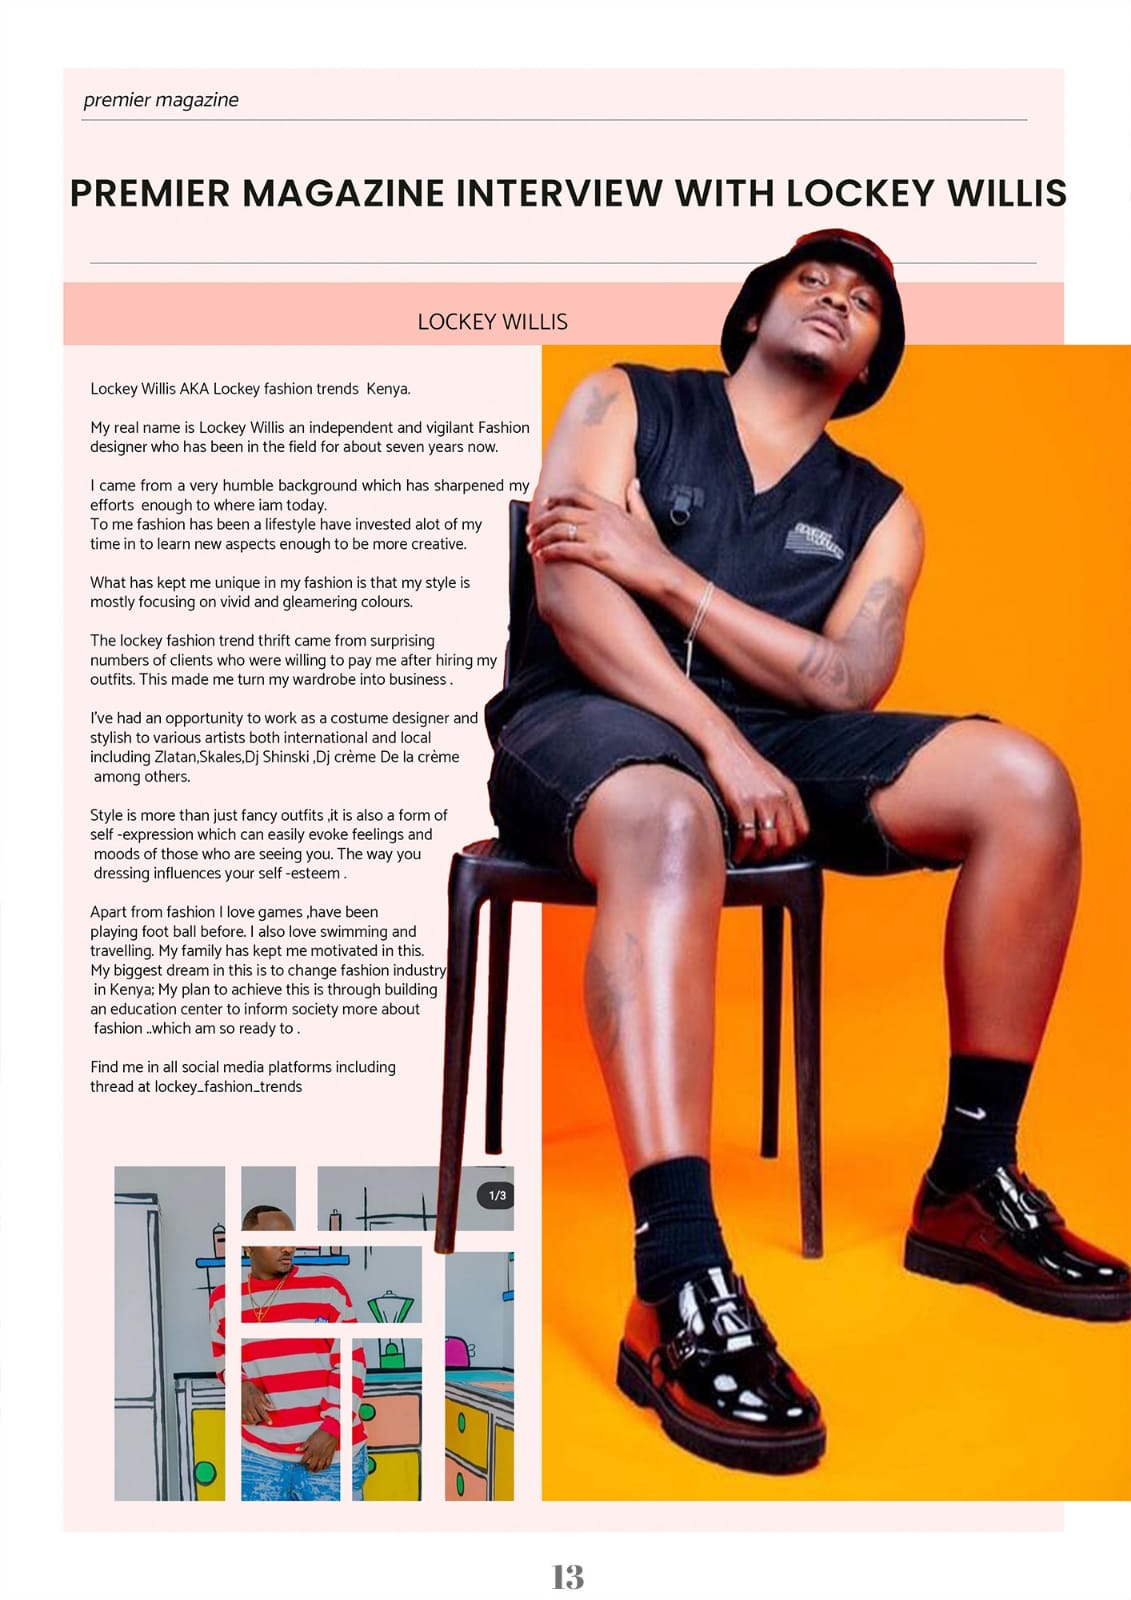 premier magazine
PREMIER MAGAZINE INTERVIEW WITH LOCKEY WILLIS
LOCKEY WILLIS
Lockey Willis AKA Lockey fashion trends  Kenya.
My real name is Lockey Willis an independent and vigilant Fashion
designer who has been in the field for about seven years now.
I came from a very humble background which has sharpened my
efforts  enough to where iam today.
To me fashion has been a lifestyle have invested alot of my
time in to learn new aspects enough to be more creative.
What has kept me unique in my fashion is that my style is
mostly focusing on vivid and gleamering colours.
The lockey fashion trend thrift came from surprising
numbers of clients who were willing to pay me after hiring my
outfits. This made me turn my wardrobe into business .
I've had an opportunity to work as a costume designer and
stylish to various artists both international and local
including Zlatan,Skales,Dj Shinski ,Dj crème De la crème
among others.
Style is more than just fancy outfits ,it is also a form of
self -expression which can easily evoke feelings and
moods of those who are seeing you. The way you
dressing influences your self -esteem .
Apart from fashion I love games ,have been
playing foot ball before. I also love swimming and
travelling. My family has kept me motivated in this.
My biggest dream in this is to change fashion industry
in Kenya; My plan to achieve this is through building
an education center to inform society more about
fashion ..which am so ready to .
Find me in all social media platforms including
thread at lockey_fashion_trends
1/3
13